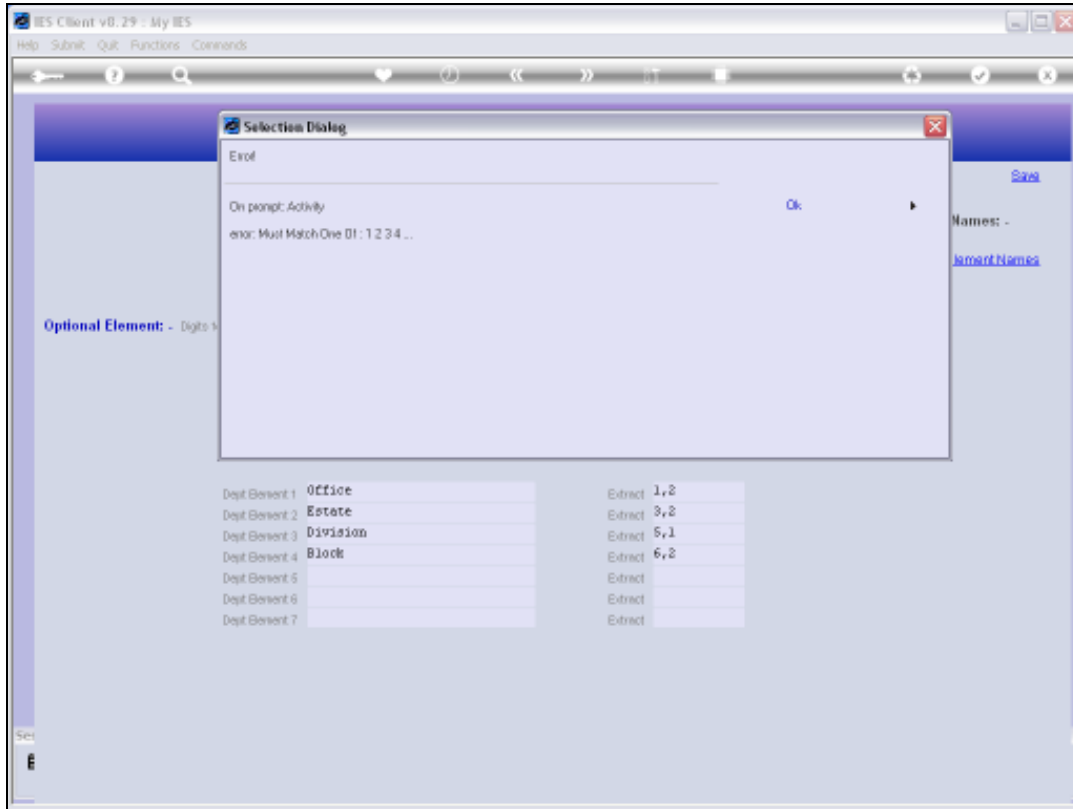 IES Client v8.29 : My IES
Help Submit Quit Functions Commands
Selection Dialog
Error!
Save
On prompt: Activity
Ok
Names: -
error: Must Match One Of : 1 2 3 4 ...
lement Names
Optional Element: - Digits
Dept Element 1 Office Extract 1,2
Dept Element 2 Estate Extract 3,2
Dept Element 3 Division Extract 5,1
Dept Element 4 Block Extract 6,2
Dept Element 5 Extract
Dept Element 6 Extract
Dept Element 7 Extract
Ses